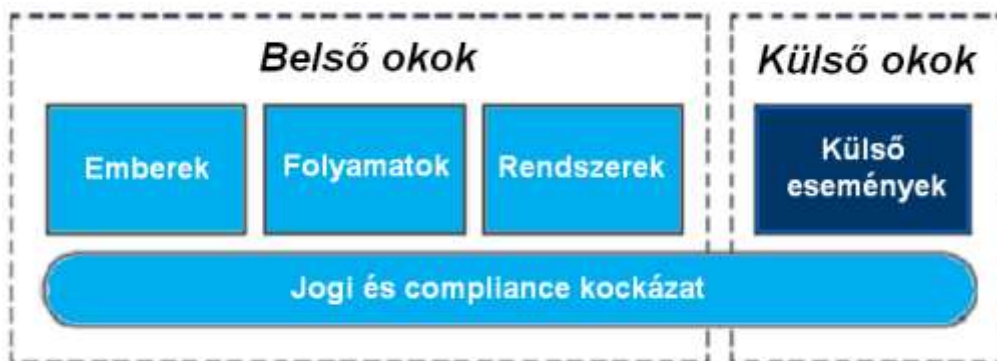 Belső okok
Külső okok
Emberek
Folyamatok
Rendszerek
Külső
események
Jogi és compliance kockázat